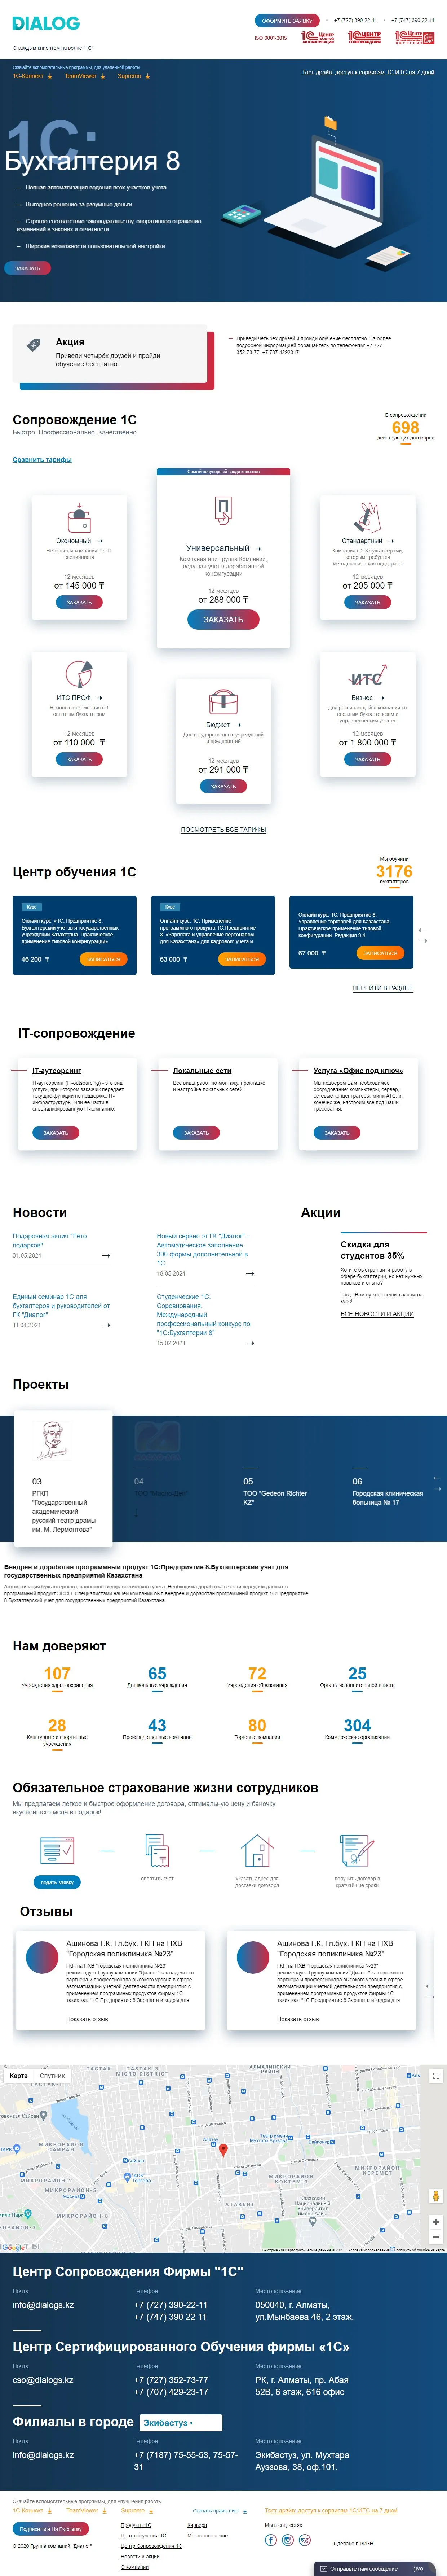 DIALOG
С каждым клиентом на волне "1С"
ОФОРМИТЬ ЗАЯВКУ
+7 (727) 390-22-11
+7 (747) 390-22-11
ISO 9001-2015
Скачайте вспомогательные программы, для удаленной работы
1С-Коннект
TeamViewer
Supremo
Тест-драйв: доступ к сервисам 1С:ИТС на 7 дней
1С:
Бухгалтерия 8
Полная автоматизация ведения всех участков учета
Выгодное решение за разумные деньги
Строгое соответствие законодательству, оперативное отражение
изменений в законах и отчетности
Широкие возможности пользовательской настройки
ЗАКАЗАТЬ
Акция
Приведи четырёх друзей и пройди
обучение бесплатно.
Приведи четырёх друзей и пройди обучение бесплатно. За более
подробной информацией обращайтесь по телефонам: +7 727
352-73-77, +7 707 4292317.
Сопровождение 1С
Быстро. Профессионально. Качественно
В сопровождении
698
действующих договоров
Сравнить тарифы
Самый популярный среди клиентов
Экономный
Небольшая компания без IT
специалиста
12 месяцев
от 145 000 ₸
ЗАКАЗАТЬ
Универсальный
Компания или Группа Компаний,
ведущая учет в доработанной
конфигурации
12 месяцев
от 288 000 ₸
ЗАКАЗАТЬ
Стандартный
Компания с 2-3 бухгалтерами,
которым требуется
методологическая поддержка
12 месяцев
от 205 000 ₸
ЗАКАЗАТЬ
ИТС ПРОФ
Небольшая компания с 1
опытным бухгалтером
12 месяцев
от 110 000 ₸
ЗАКАЗАТЬ
Бюджет
Для государственных учреждений
и предприятий
12 месяцев
от 291 000 ₸
ЗАКАЗАТЬ
ИТС
Бизнес
Для развивающейся компании со
сложным бухгалтерским и
управленческим учетом
12 месяцев
от 1 800 000 ₸
ЗАКАЗАТЬ
ПОСМОТРЕТЬ ВСЕ ТАРИФЫ
Центр обучения 1С
Мы обучили
3176
бухгалтеров
Курс
Онлайн курс: «1С: Предприятие 8.
Бухгалтерский учет для государственных
учреждений Казахстана. Практическое
применение типовой конфигурации»
46 200 ₸
ЗАПИСАТЬСЯ
Курс
Онлайн курс: 1С: Применение
программного продукта 1С:Предприятие
8. «Зарплата и управление персоналом
для Казахстана» кадрового учета и
63 000 ₸
ЗАПИСАТЬСЯ
Онлайн курс: 1С: Предприятие 8.
Управление торговлей для Казахстана.
Практическое применение типовой
конфигурации. Редакция 3.4
67 000 ₸
ЗАПИСАТЬСЯ
ПЕРЕЙТИ В РАЗДЕЛ
IT-сопровождение
IT-аутсорсинг
IT-аутсорсинг (IT-outsourcing) - это вид
услуги, при котором заказчик передает
текущие функции по поддержке IT-
инфраструктуры, или ее части в
специализированную IT-компанию.
ЗАКАЗАТЬ
Локальные сети
Все виды работ по монтажу, прокладке
и настройке локальных сетей.
ЗАКАЗАТЬ
Услуга «Офис под ключ»
Мы подберем Вам необходимое
оборудование: компьютеры, сервер,
сетевые концентраторы, мини АТС, и,
конечно же, настроим все под Ваши
требования.
ЗАКАЗАТЬ
Новости
Подарочная акция "Лето
подарков"
31.05.2021
Новый сервис от ГК "Диалог" -
Автоматическое заполнение
300 формы дополнительной в
1С
18.05.2021
Единый семинар 1С для
бухгалтеров и руководителей от
ГК "Диалог"
11.04.2021
Студенческие 1С:
Соревнования.
Международный
профессиональный конкурс по
"1С:Бухгалтерии 8"
15.02.2021
Акции
Скидка для
студентов 35%
Хотите быстро найти работу в
сфере бухгалтерии, но нет нужных
навыков и опыта?
Тогда Вам нужно спешить к нам на
курс!
ВСЕ НОВОСТИ И АКЦИИ
Проекты
03
РГКП
"Государственный
академический
русский театр драмы
им. М. Лермонтова"
04
05
ТОО "Gedeon Richter
KZ"
06
Городская клиническая
больница № 17
Внедрен и доработан программный продукт 1С:Предприятие 8.Бухгалтерский учет для
государственных предприятий Казахстана
Автоматизация бухгалтерского, налогового и управленческого учета. Необходима доработка в части передачи данных в
программный продукт ЭССО. Специалистами нашей компании был внедрен и доработан программный продукт 1С:Предприятие
8.Бухгалтерский учет для государственных предприятий Казахстана
Нам доверяют
107
Учреждения здравоохранения
65
Дошкольные учреждения
72
Учреждения образования
25
Органы исполнительной власти
28
Культурные и спортивные
учреждения
43
Производственные компании
80
Торговые компании
304
Коммерческие организации
Обязательное страхование жизни сотрудников
Мы предлагаем легкое и быстрое оформление договора, оптимальную цену и баночку
вкуснейшего меда в подарок!
подать заявку
оплатить счет
указать адрес для
доставки договора
получить договор в
кратчайшие сроки
Отзывы
Ашинова Г.К. Гл.бух. ГКП на ПХВ
"Городская поликлиника №23"
ГКП на ПХВ "Городская поликлиника №23"
рекомендует Группу компаний "Диалог" как надежного
партнера и профессионала высокого уровня в сфере
автоматизации учетной деятельности предприятия с
применением программных продуктов фирмы 1С
таких как: "1С:Предприятия 8.Зарплата и кадры для
Показать отзыв
Ашинова Г.К. Гл.бух. ГКП на ПХВ
"Городская поликлиника №23"
ГКП на ПХВ "Городская поликлиника №23"
рекомендует Группу компаний "Диалог" как надежного
партнера и профессионала высокого уровня в сфере
автоматизации учетной деятельности предприятия с
применением программных продуктов фирмы 1С
таких как: "1С:Предприятия 8.Зарплата и кадры для
Показать отзыв
Карта
Спутник
Google
Центр Сопровождения Фирмы "1С"
Почта
info@dialogs.kz
Телефон
+7 (727) 390-22-11
+7 (747) 390 22 11
Местоположение
050040, г. Алматы,
ул.Мынбаева 46, 2 этаж.
Центр Сертифицированного Обучения фирмы «1С»
Почта
cso@dialogs.kz
Телефон
+7 (727) 352-73-77
+7 (707) 429-23-17
Местоположение
РК, г. Алматы, пр. Абая
52В, 6 этаж, 616 офис
Филиалы в городе
Экибастуз
Почта
info@dialogs.kz
Телефон
+7 (7187) 75-55-53, 75-57-
31
Местоположение
Экибастуз, ул. Мухтара
Ауэзова, 38, оф.101.
Скачайте вспомогательные программы, для улучшения работы
1С-Коннект
TeamViewer
Supremo
Скачать прайс-лист
Тест-драйв: доступ к сервисам 1С:ИТС на 7 дней
Подписаться На Рассылку
© 2020 Группа компаний "Диалог"
Продукты 1С
Центр обучения 1С
Центр Сопровождения 1С
Новости и акции
О компании
Карьера
Местоположение
Мы в соц. сетях
Сделано в РИЭН
Отправьте нам сообщение
jivo